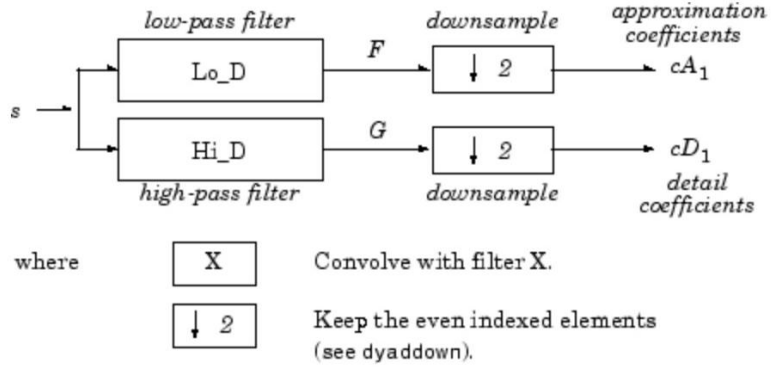 low-pass filter
downsample
approximation
coefficients
Lo_D
F
↓ 2
cA₁
s
Hi_D
G
↓ 2
cD₁
high-pass filter
downsample
detail
coefficients
where
X
Convolve with filter X.
↓ 2
Keep the even indexed elements
(see dyaddown).